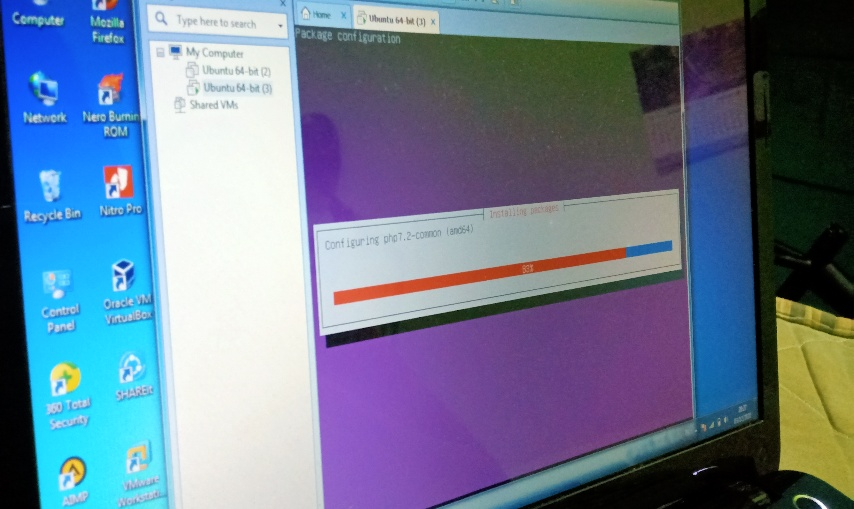 Computer
Mozilla
Firefox
Network
Nero Burnin
ROM
Recycle Bin
Nitro Pro
Control
Panel
Oracle VM
VirtualBox
360 Total
Security
SHAREit
AIMP
VMware
Workstati...
Type here to search
My Computer
Ubuntu 64-bit (2)
Ubuntu 64-bit (3)
Shared VMs
Home
Ubuntu 64-bit (3)
Package configuration
Installing packages
Configuring php7.2-common (amd64)